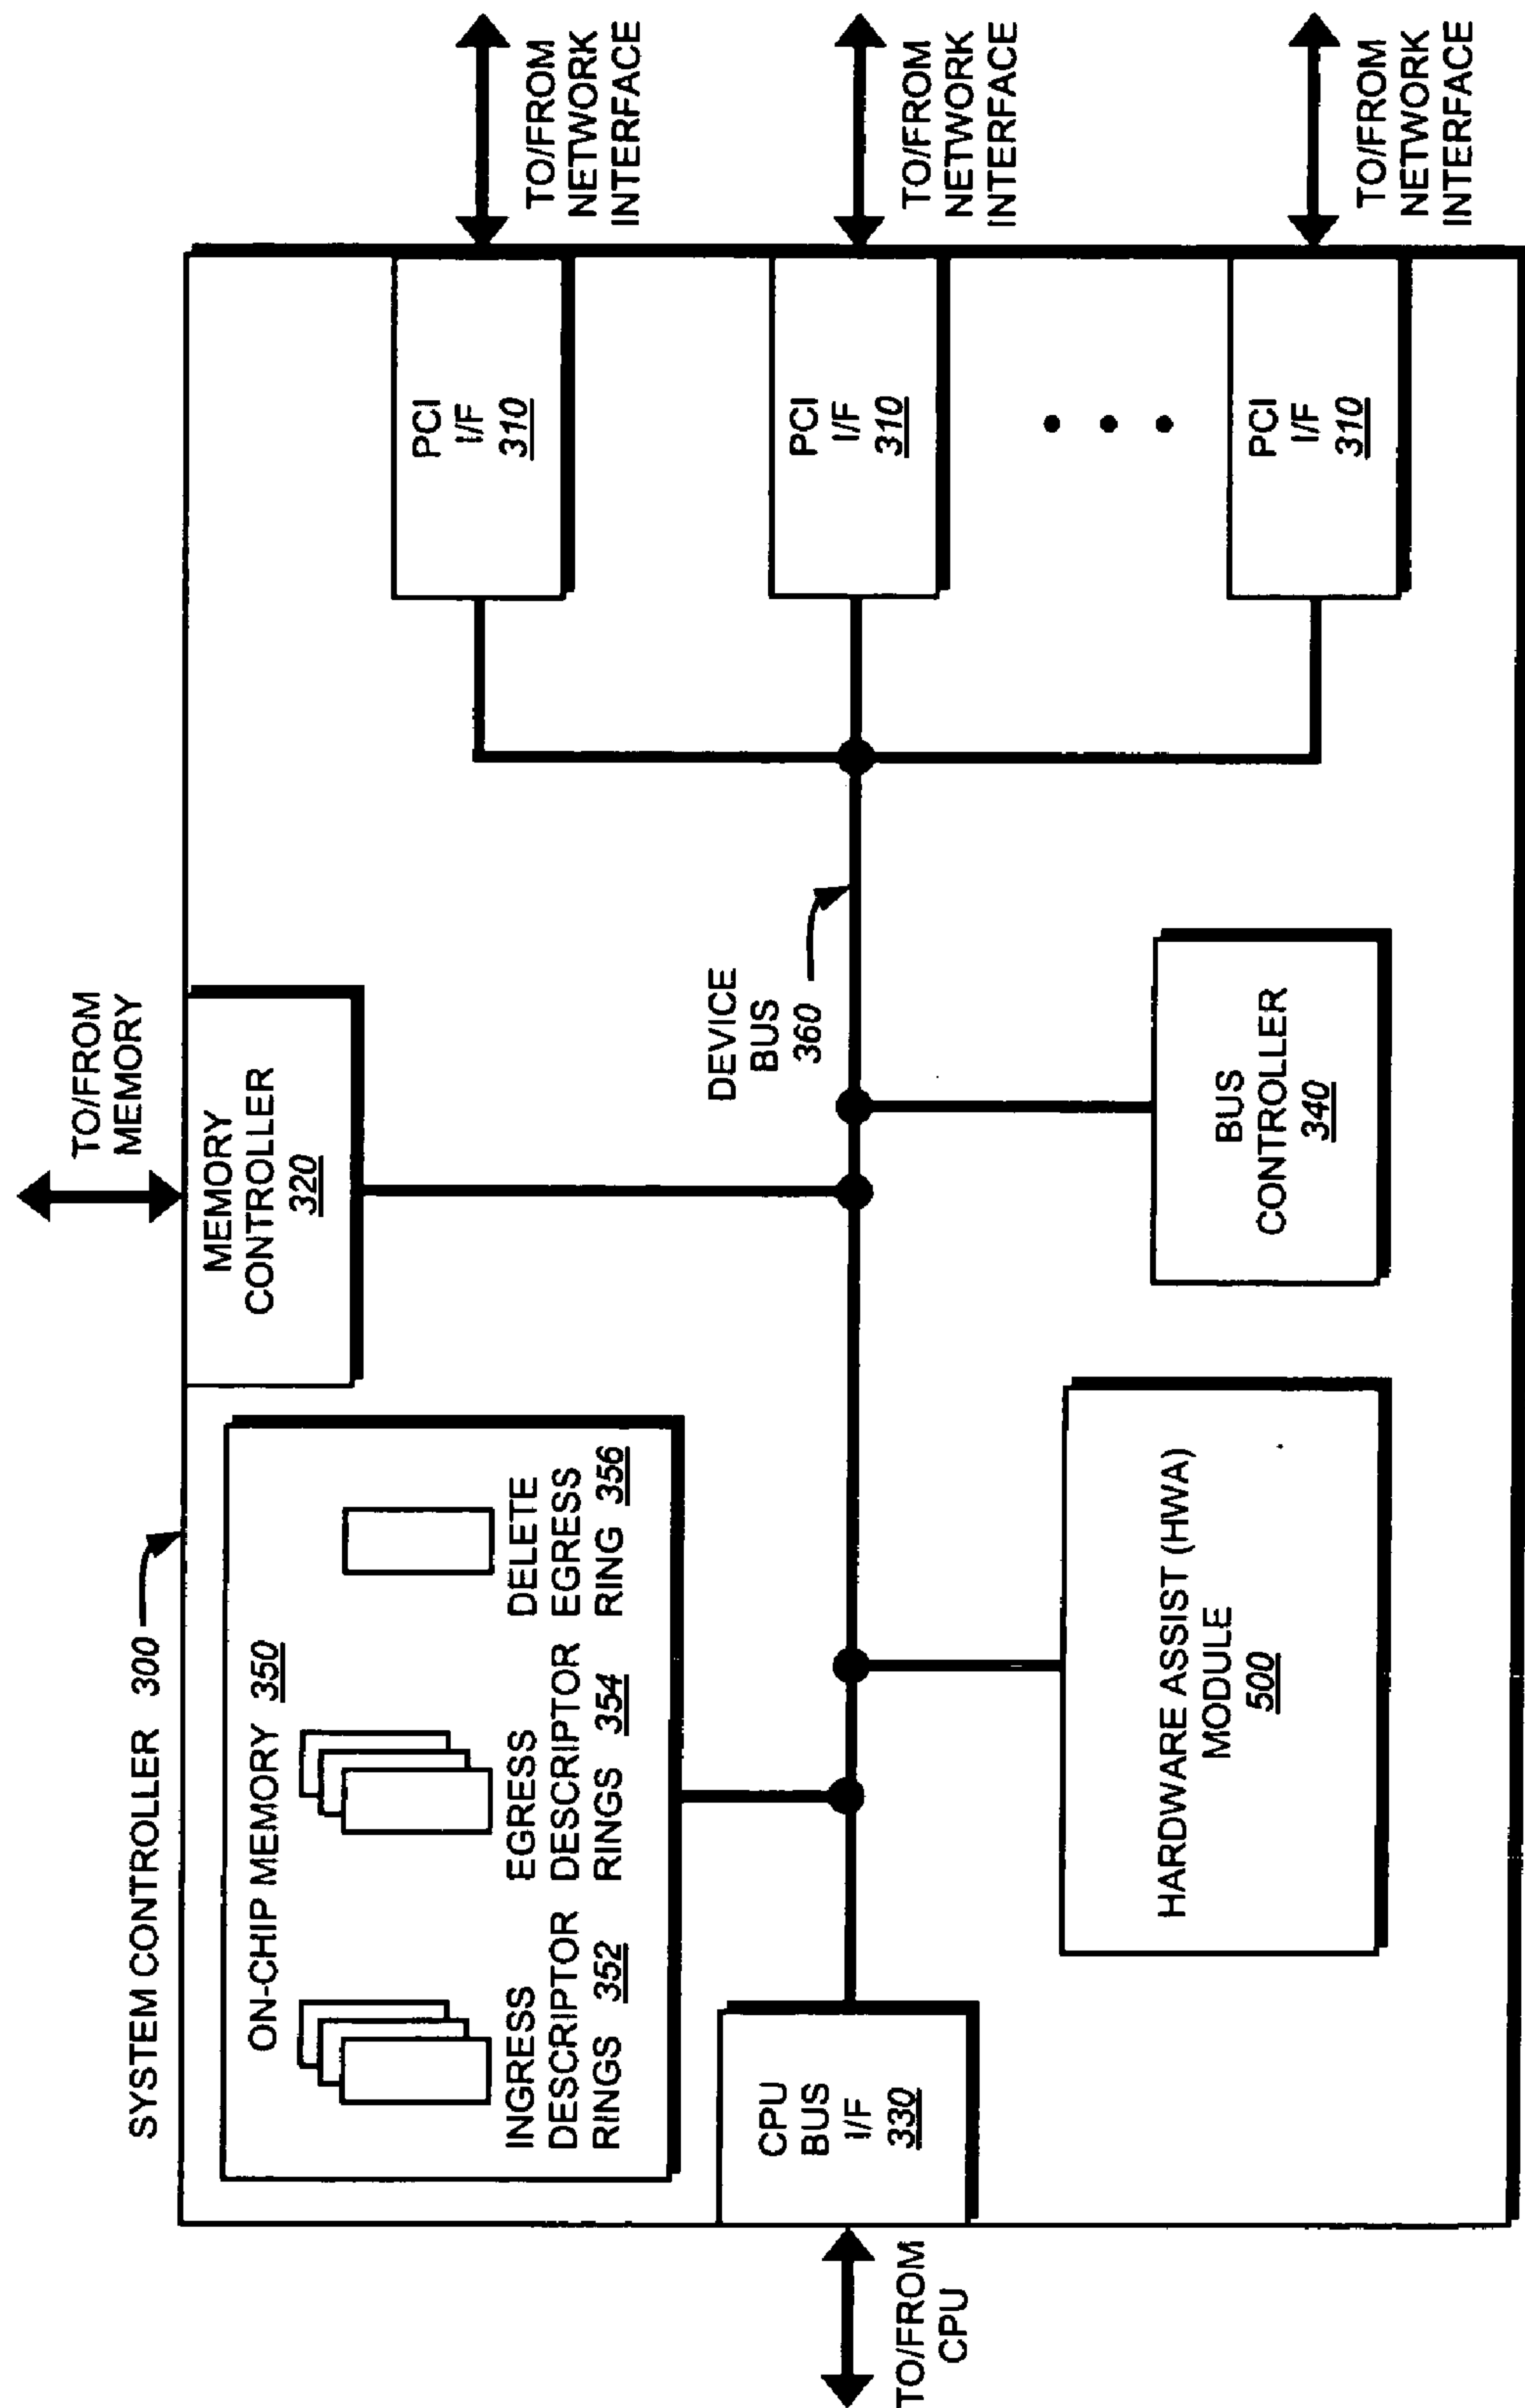 SYSTEM CONTROLLER 300
TO/FROM
MEMORY
ON-CHIP MEMORY 350
INGRESS
DESCRIPTOR
RINGS 352
EGRESS
DESCRIPTOR
RINGS 354
DELETE
EGRESS
RING 356
MEMORY
CONTROLLER
320
PCI
I/F
310
TO/FROM
NETWORK
INTERFACE
TO/FROM
CPU
CPU
BUS
I/F
330
DEVICE
BUS
360
PCI
I/F
310
TO/FROM
NETWORK
INTERFACE
HARDWARE ASSIST (HWA)
MODULE
500
BUS
CONTROLLER
340
PCI
I/F
310
TO/FROM
NETWORK
INTERFACE